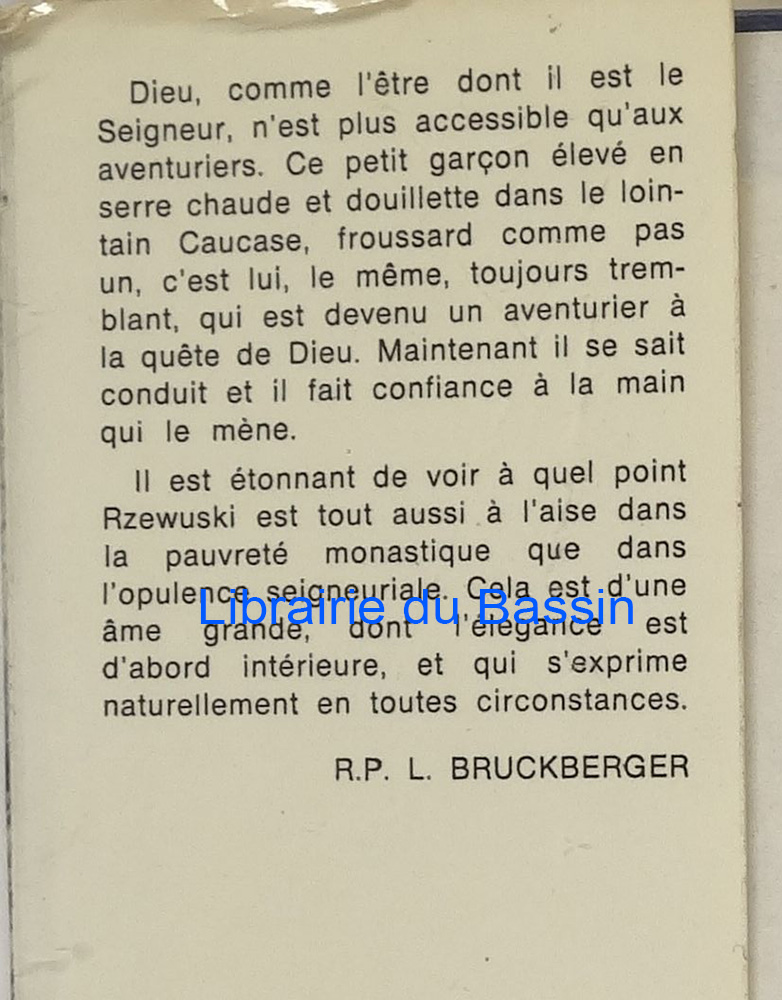 Dieu, comme l'être dont il est le
Seigneur, n'est plus accessible qu'aux
aventuriers. Ce petit garçon élevé en
serre chaude et douillette dans le loin-
tain Caucase, froussard comme pas
un, c'est lui, le même, toujours trem-
blant, qui est devenu un aventurier à
la quête de Dieu. Maintenant il se sait
conduit et il fait confiance à la main
qui le mène.
Il est étonnant de voir à quel point
Rzewuski est tout aussi à l'aise dans
la pauvreté monastique que dans
l'opulence seigneuriale. Cela est d'une
Librairie du Bassin
âme grande, dont l'élégance est
d'abord intérieure, et qui s'exprime
naturellement en toutes circonstances.
R.P. L. BRUCKBERGER